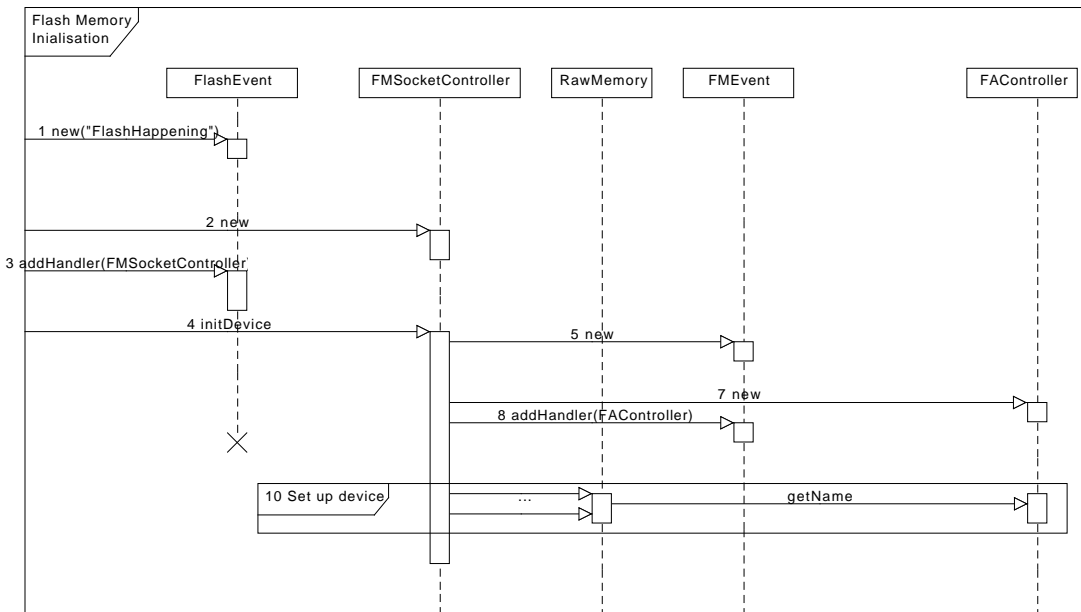 Flash Memory
Inialisation
FlashEvent
FMSocketController
RawMemory
FMEvent
FAController
1 new("FlashHappening")
2 new
3 addHandler(FMSocketController
4 initDevice
5 new
7 new
8 addHandler(FAController)
10 Set up device
...
getName